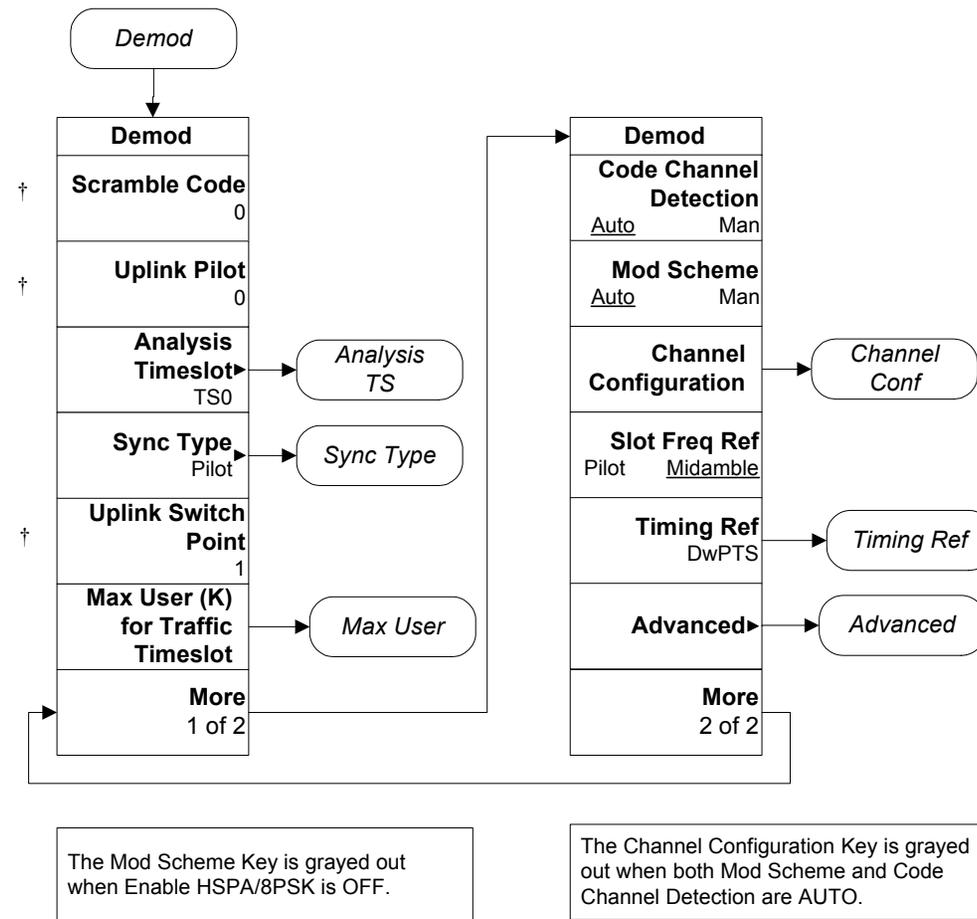 Demod
Demod
† Scramble Code
0
† Uplink Pilot
0
Analysis
Timeslot
TS0
Analysis
TS
Sync Type
Pilot
Sync Type
† Uplink Switch
Point
1
Max User (K)
for Traffic
Timeslot
Max User
More
1 of 2
Demod
Code Channel
Detection
Auto Man
Mod Scheme
Auto Man
Channel
Configuration
Channel
Conf
Slot Freq Ref
Pilot Midamble
Timing Ref
DwPTS
Timing Ref
Advanced
Advanced
More
2 of 2
The Mod Scheme Key is grayed out
when Enable HSPA/8PSK is OFF.
The Channel Configuration Key is grayed
out when both Mod Scheme and Code
Channel Detection are AUTO.